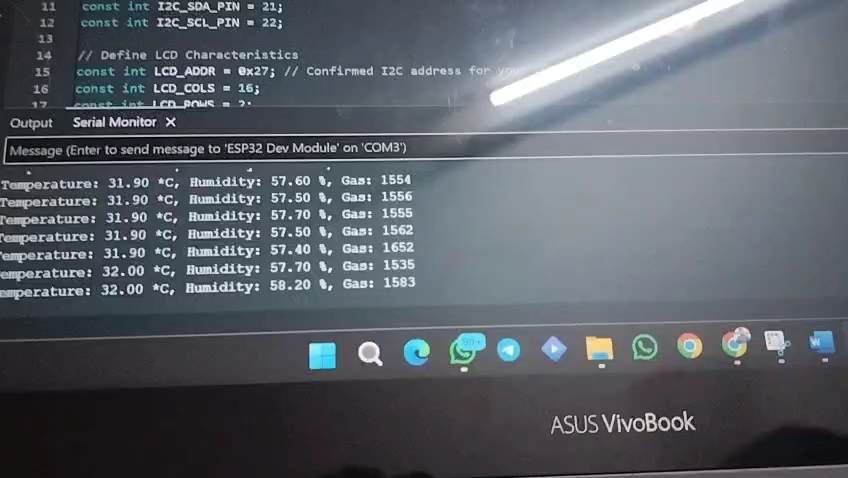 11 const int I2C_SDA_PIN = 21;
12 const int I2C_SCL_PIN = 22;
13
14 // Define LCD Characteristics
15 const int LCD_ADDR = 0x27; // Confirmed I2C address for
16 const int LCD_COLS = 16;
17 const int LCD_ROWS = 2;
Output Serial Monitor X
Message (Enter to send message to 'ESP32 Dev Module' on 'COM3')
Temperature: 31.90 *C, Humidity: 57.60 %, Gas: 1554
Temperature: 31.90 *C, Humidity: 57.50 %, Gas: 1556
Temperature: 31.90 *C, Humidity: 57.70 %, Gas: 1555
Temperature: 31.90 *C, Humidity: 57.50 %, Gas: 1562
emperature: 31.90 *C, Humidity: 57.40 %, Gas: 1652
emperature: 32.00 *C, Humidity: 57.70 %, Gas: 1535
emperature: 32.00 *C, Humidity: 58.20 %, Gas: 1583
99+
W
ASUS VivoBook